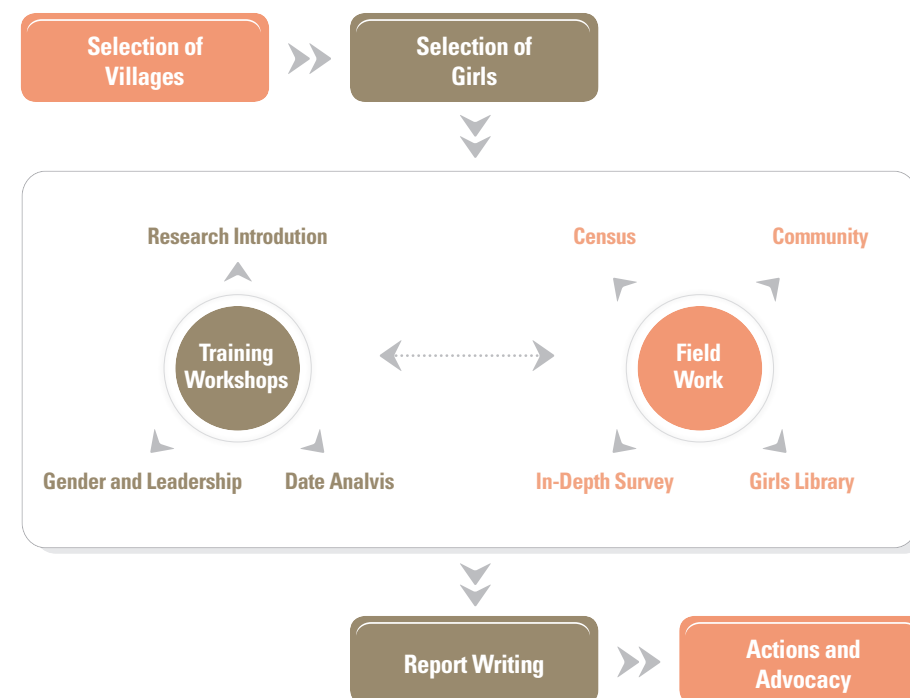 Selection of
Villages
Selection of
Girls
Research Introdution
Census
Community
Training
Workshops
Field
Work
Gender and Leadership
Date Analvis
In-Depth Survey
Girls Library
Report Writing
Actions and
Advocacy